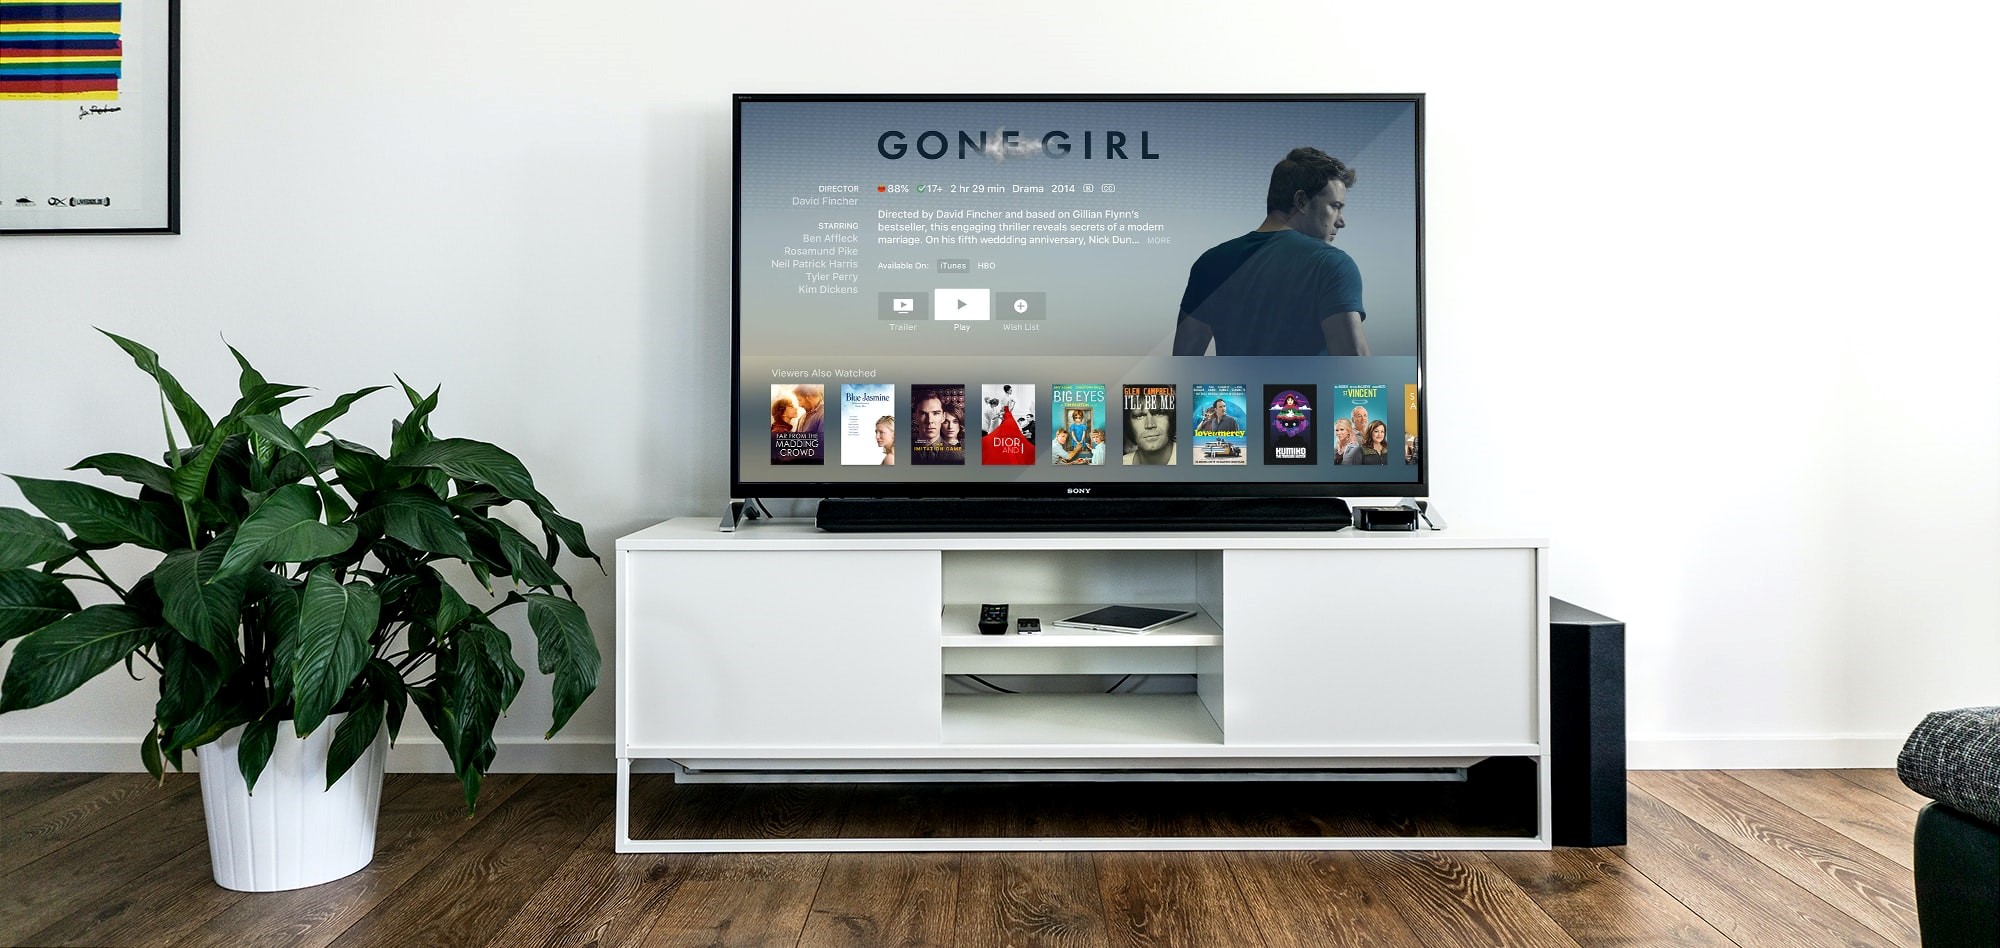 GONE GIRL
DIRECTOR
David Fincher
STARRING
Ben Affleck
Rosamund Pike
Neil Patrick Harris
Tyler Perry
Kim Dickens
88% 17+ 2 hr 29 min Drama 2014 R CC
Directed by David Fincher and based on Gillian Flynn's
bestseller, this engaging thriller reveals secrets of a modern
marriage. On his fifth weddding anniversary, Nick Dun... MORE
Available On: iTunes HBO
Trailer
Play
Wish List
Viewers Also Watched
FAR FROM THE
MADDING
CROWD
Blue Jasmine
IMITATION GAME
DIOR
AND I
BIG EYES
GLEN CAMPBELL
I'LL BE ME
love&mercy
KUMIKO
ST. VINCENT
S
A
SONY